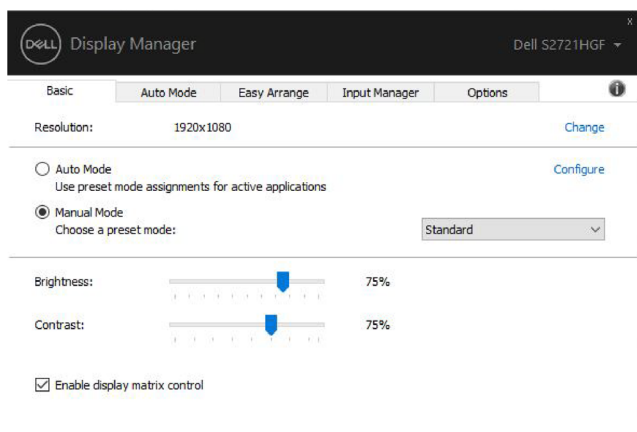 x
DELL Display Manager Dell S2721HGF
Basic Auto Mode Easy Arrange Input Manager Options i
Resolution: 1920x1080 Change
Auto Mode Configure
Use preset mode assignments for active applications
Manual Mode
Choose a preset mode: Standard
Brightness: 75%
Contrast: 75%
Enable display matrix control